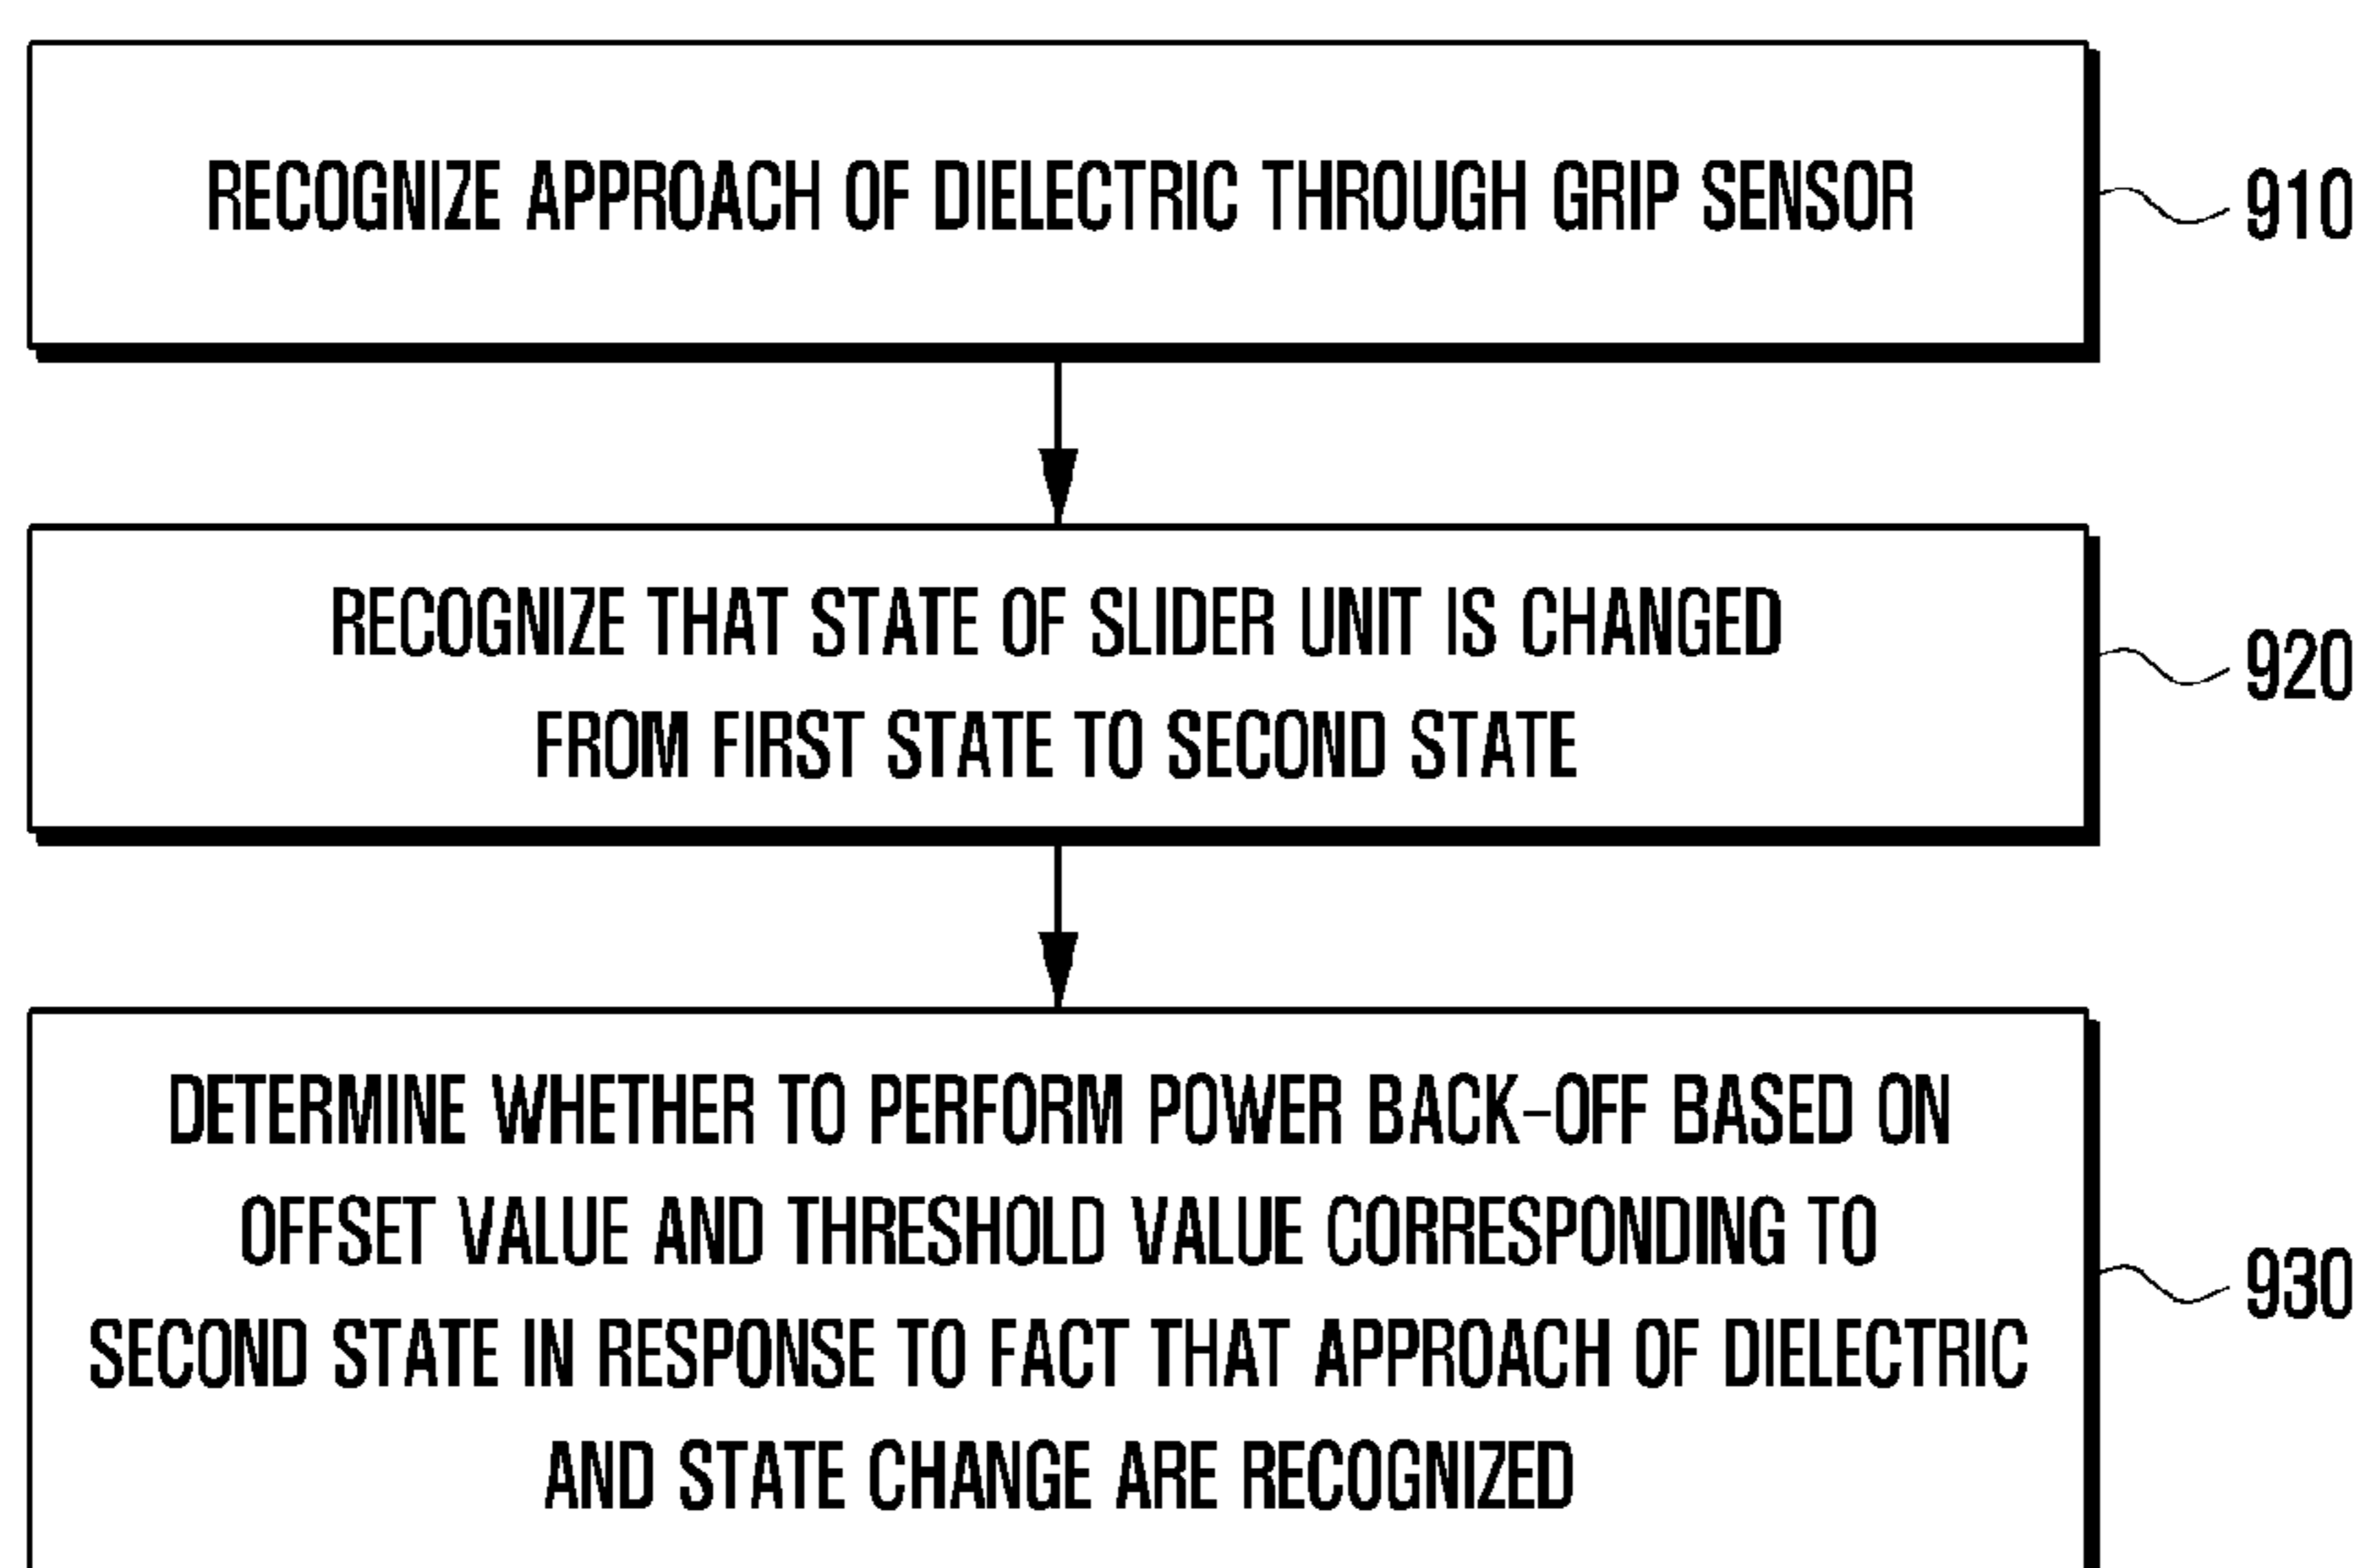 RECOGNIZE APPROACH OF DIELECTRIC THROUGH GRIP SENSOR
910
RECOGNIZE THAT STATE OF SLIDER UNIT IS CHANGED
FROM FIRST STATE TO SECOND STATE
920
DETERMINE WHETHER TO PERFORM POWER BACK-OFF BASED ON
OFFSET VALUE AND THRESHOLD VALUE CORRESPONDING TO
SECOND STATE IN RESPONSE TO FACT THAT APPROACH OF DIELECTRIC
AND STATE CHANGE ARE RECOGNIZED
930